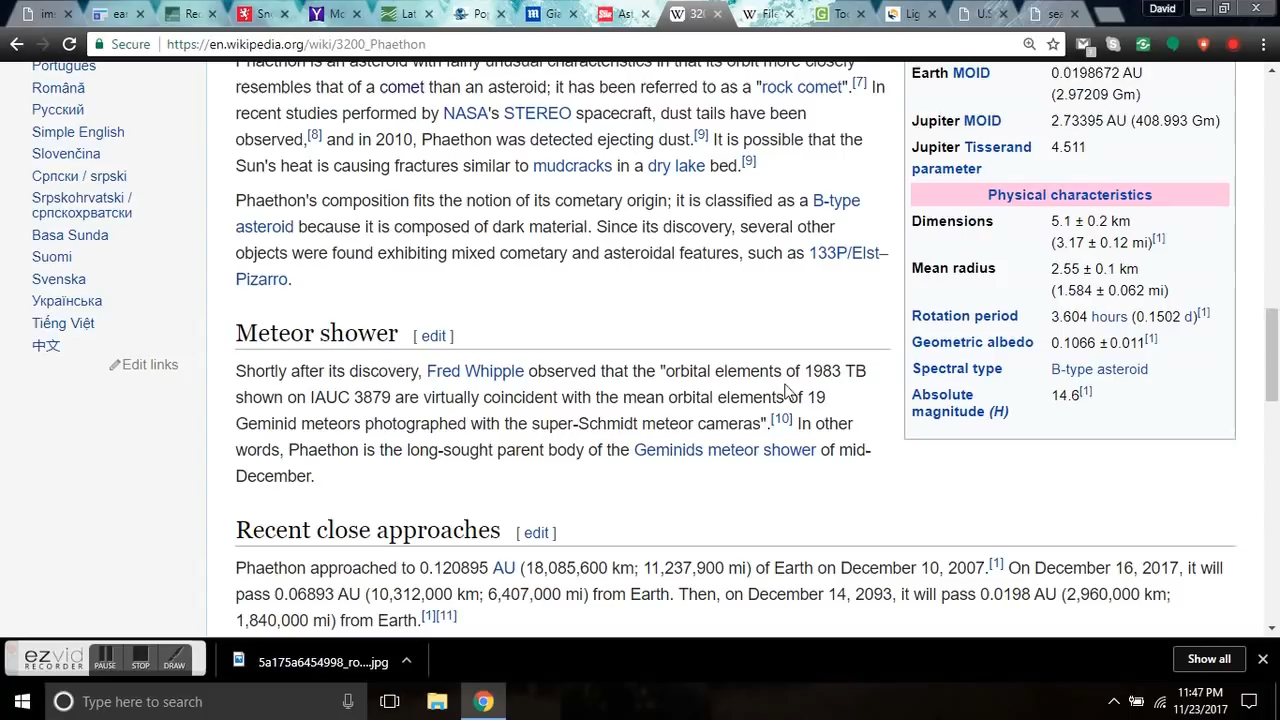 ims
ear
Rec
Sno
Ne
Lat
Pop
Gia
Ast
320
File
Too
Lig
U.S
sea
David
Secure
https://en.wikipedia.org/wiki/3200_Phaethon
Português
Română
Русский
Simple English
Slovenčina
Српски / srpski
Srpskohrvatski /
српскохрватски
Basa Sunda
Suomi
Svenska
Українська
Tiếng Việt
中文
Edit links
Phaethon is an asteroid with fairly unusual characteristics in that its orbit more closely
resembles that of a comet than an asteroid; it has been referred to as a "rock comet".[7] In
recent studies performed by NASA's STEREO spacecraft, dust tails have been
observed,[8] and in 2010, Phaethon was detected ejecting dust.[9] It is possible that the
Sun's heat is causing fractures similar to mudcracks in a dry lake bed.[9]
Phaethon's composition fits the notion of its cometary origin; it is classified as a B-type
asteroid because it is composed of dark material. Since its discovery, several other
objects were found exhibiting mixed cometary and asteroidal features, such as 133P/Elst–
Pizarro.
Meteor shower [ edit ]
Shortly after its discovery, Fred Whipple observed that the "orbital elements of 1983 TB
shown on IAUC 3879 are virtually coincident with the mean orbital elements of 19
Geminid meteors photographed with the super-Schmidt meteor cameras".[10] In other
words, Phaethon is the long-sought parent body of the Geminids meteor shower of mid-
December.
Recent close approaches [ edit ]
Phaethon approached to 0.120895 AU (18,085,600 km; 11,237,900 mi) of Earth on December 10, 2007.[1] On December 16, 2017, it will
pass 0.06893 AU (10,312,000 km; 6,407,000 mi) from Earth. Then, on December 14, 2093, it will pass 0.0198 AU (2,960,000 km;
1,840,000 mi) from Earth.[1][11]
Earth MOID 0.0198672 AU
(2.97209 Gm)
Jupiter MOID 2.73395 AU (408.993 Gm)
Jupiter Tisserand 4.511
parameter
Physical characteristics
Dimensions 5.1 ± 0.2 km
(3.17 ± 0.12 mi)[1]
Mean radius 2.55 ± 0.1 km
(1.584 ± 0.062 mi)
Rotation period 3.604 hours (0.1502 d)[1]
Geometric albedo 0.1066 ±0.011[1]
Spectral type B-type asteroid
Absolute 14.6[1]
magnitude (H)
ezvid
RECORDER
PAUSE
STOP
DRAW
5a175a6454998_ro....jpg
Show all
Type here to search
11:47 PM
11/23/2017